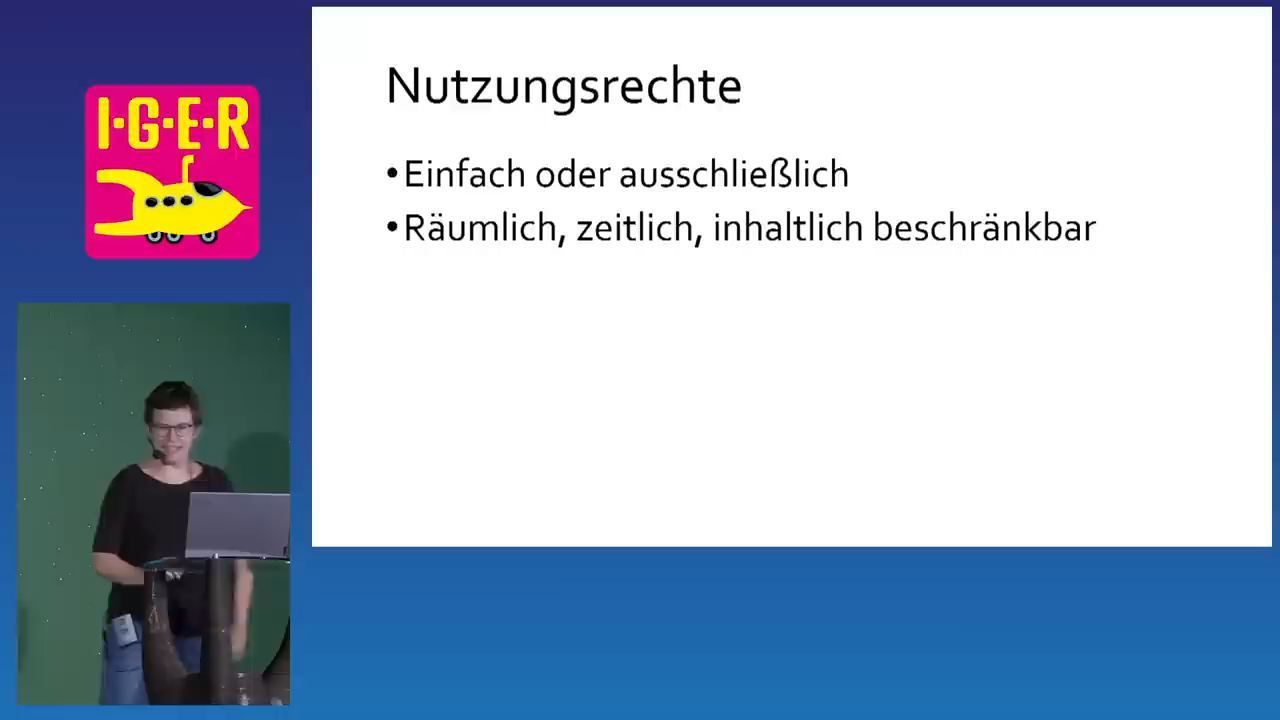 I·G·E·R
Nutzungsrechte
•Einfach oder ausschließlich
•Räumlich, zeitlich, inhaltlich beschränkbar